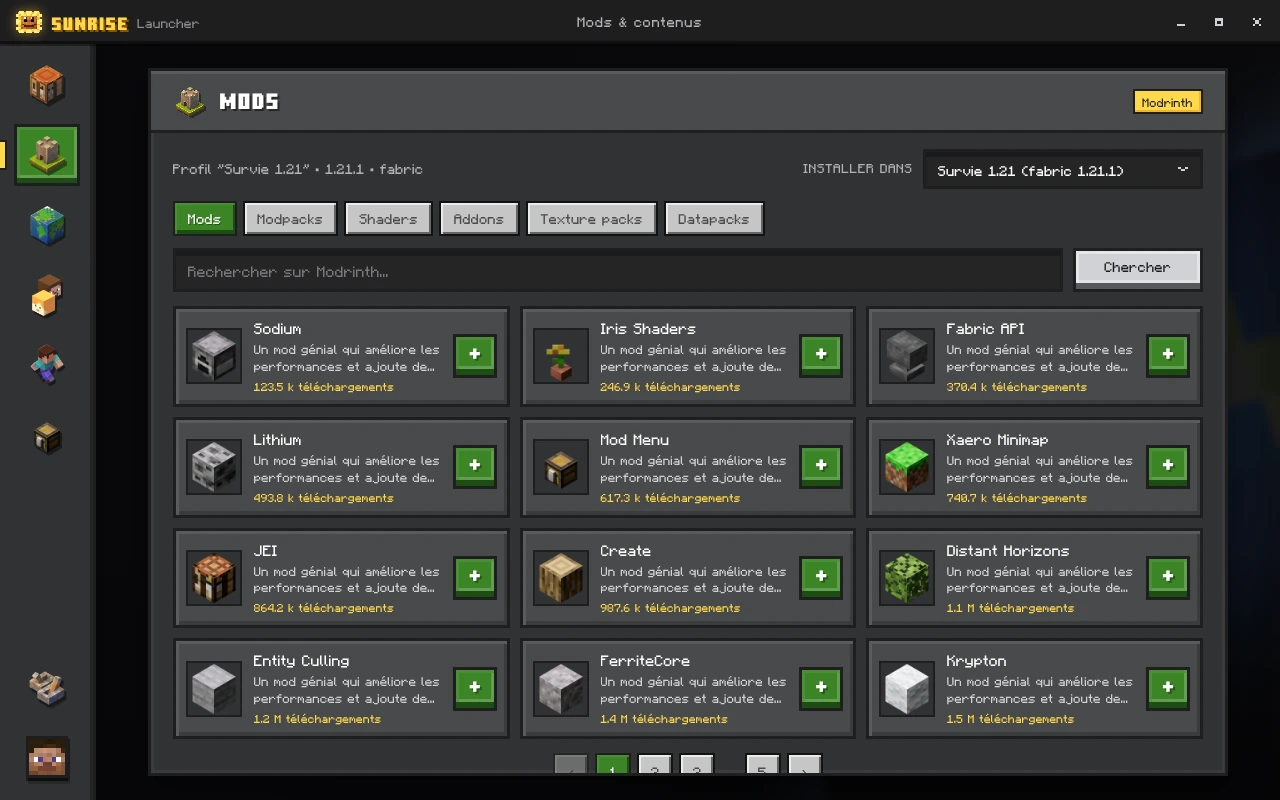 SUNRISE Launcher
Mods & contenus
MODS
Modrinth
Profil "Survie 1.21" • 1.21.1 • fabric
INSTALLER DANS
Survie 1.21 (fabric 1.21.1)
Mods
Modpacks
Shaders
Addons
Texture packs
Datapacks
Rechercher sur Modrinth...
Chercher
Sodium
Un mod génial qui améliore les
performances et ajoute de...
123.5 k téléchargements
Iris Shaders
Un mod génial qui améliore les
performances et ajoute de...
246.9 k téléchargements
Fabric API
Un mod génial qui améliore les
performances et ajoute de...
370.4 k téléchargements
Lithium
Un mod génial qui améliore les
performances et ajoute de...
493.8 k téléchargements
Mod Menu
Un mod génial qui améliore les
performances et ajoute de...
617.3 k téléchargements
Xaero Minimap
Un mod génial qui améliore les
performances et ajoute de...
740.7 k téléchargements
JEI
Un mod génial qui améliore les
performances et ajoute de...
864.2 k téléchargements
Create
Un mod génial qui améliore les
performances et ajoute de...
987.6 k téléchargements
Distant Horizons
Un mod génial qui améliore les
performances et ajoute de...
1.1 M téléchargements
Entity Culling
Un mod génial qui améliore les
performances et ajoute de...
1.2 M téléchargements
FerriteCore
Un mod génial qui améliore les
performances et ajoute de...
1.4 M téléchargements
Krypton
Un mod génial qui améliore les
performances et ajoute de...
1.5 M téléchargements